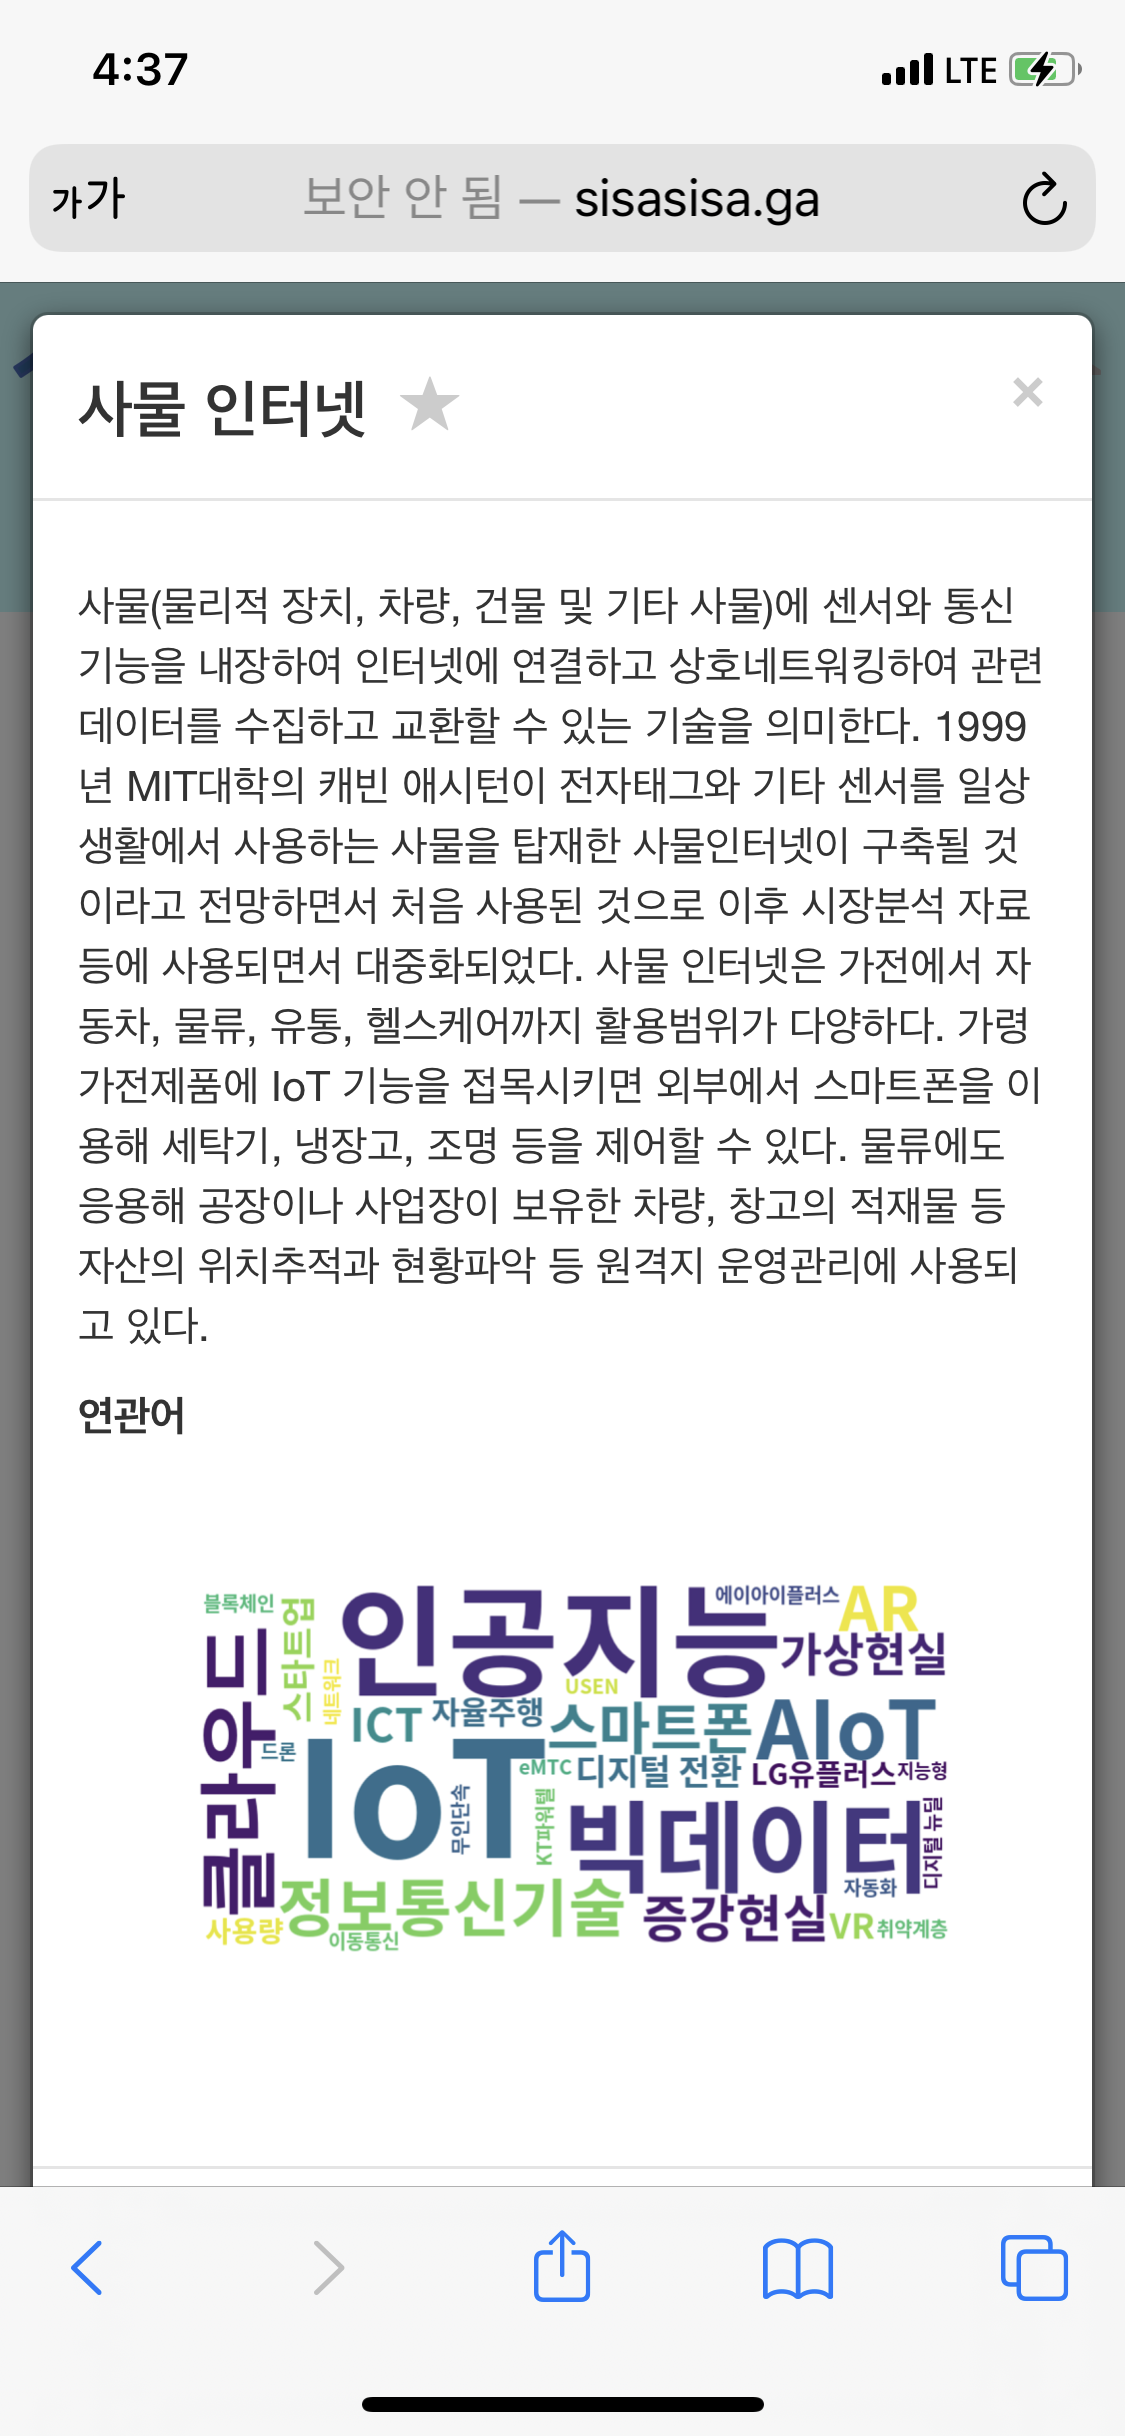 4:37
LTE
가가 보안 안 됨 — sisasisa.ga
사물 인터넷 ★ ×
사물(물리적 장치, 차량, 건물 및 기타 사물)에 센서와 통신
기능을 내장하여 인터넷에 연결하고 상호네트워킹하여 관련
데이터를 수집하고 교환할 수 있는 기술을 의미한다. 1999
년 MIT대학의 캐빈 애시턴이 전자태그와 기타 센서를 일상
생활에서 사용하는 사물을 탑재한 사물인터넷이 구축될 것
이라고 전망하면서 처음 사용된 것으로 이후 시장분석 자료
등에 사용되면서 대중화되었다. 사물 인터넷은 가전에서 자
동차, 물류, 유통, 헬스케어까지 활용범위가 다양하다. 가령
가전제품에 IoT 기능을 접목시키면 외부에서 스마트폰을 이
용해 세탁기, 냉장고, 조명 등을 제어할 수 있다. 물류에도
응용해 공장이나 사업장이 보유한 차량, 창고의 적재물 등
자산의 위치추적과 현황파악 등 원격지 운영관리에 사용되
고 있다.
연관어
블록체인
스타트업
네트워크
인공지능
에이아이플러스
AR
가상현실
클라우드
USEN
ICT
자율주행
스마트폰
AIoT
드론
IoT
eMTC
디지털 전환
LG유플러스
지능형
무인단속
KT파워텔
빅데이터
디지털 뉴딜
자동화
정보통신기술
증강현실
VR
취약계층
사용량
이동통신